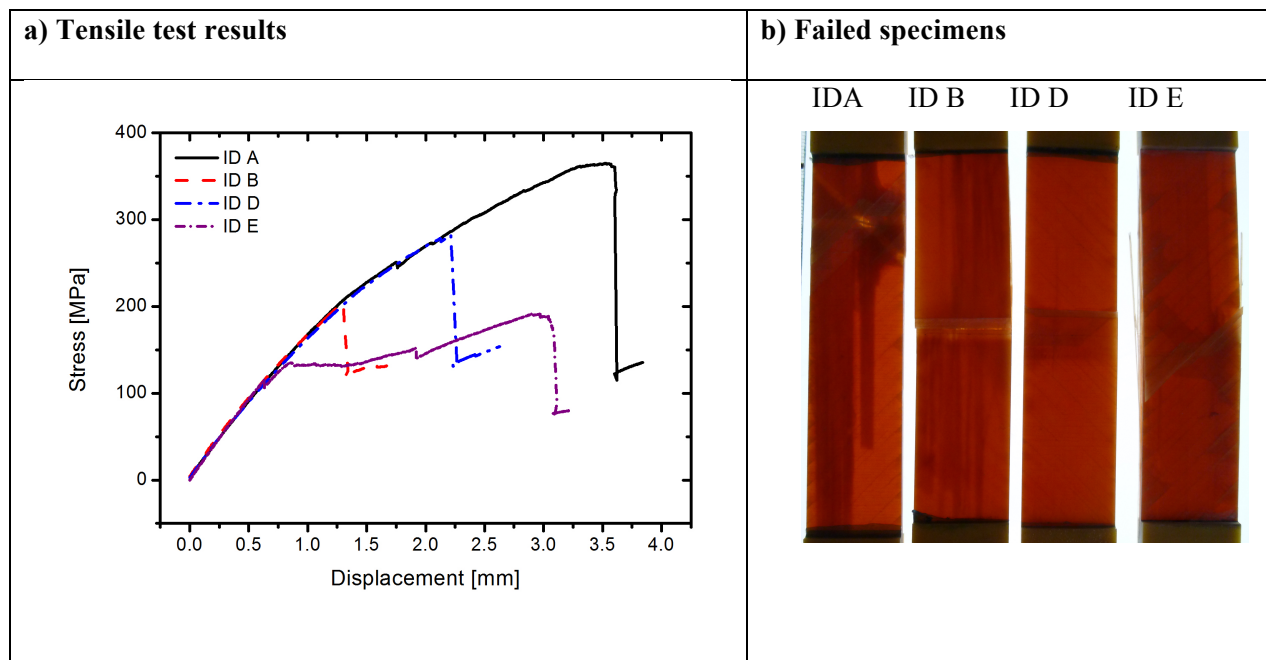 a) Tensile test results
b) Failed specimens
IDA ID B ID D ID E
400
300
200
100
0
Stress [MPa]
ID A
ID B
ID D
ID E
0.0 0.5 1.0 1.5 2.0 2.5 3.0 3.5 4.0
Displacement [mm]